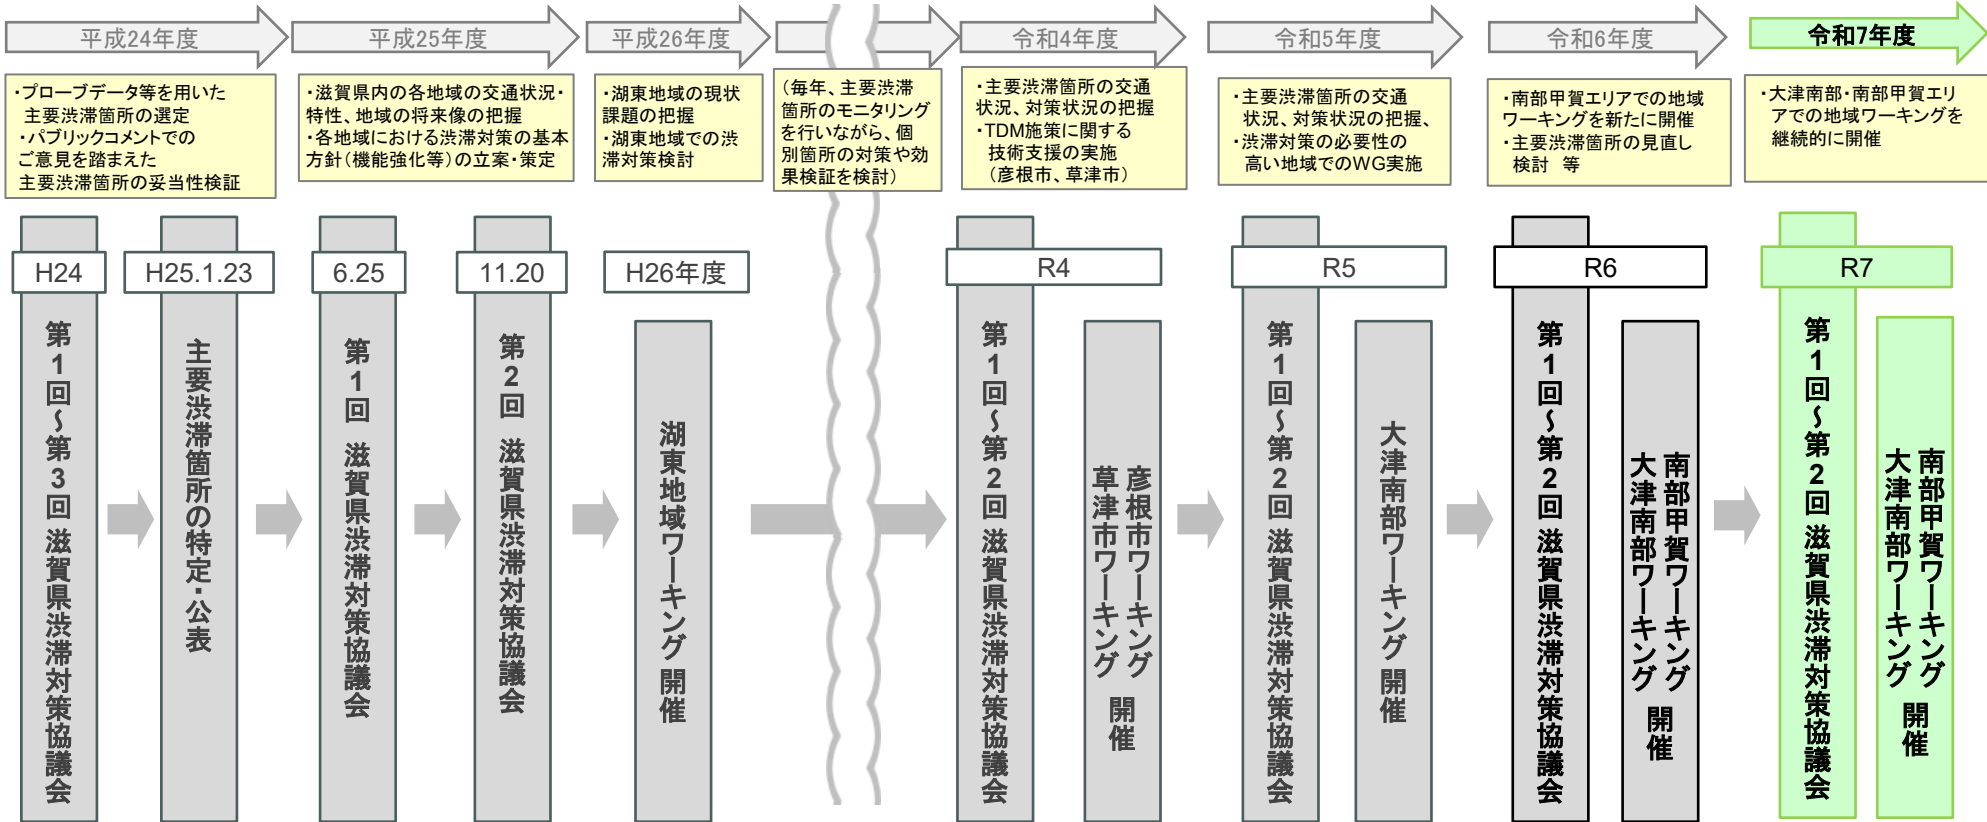 平成24年度
平成25年度
平成26年度
令和4年度
令和5年度
令和6年度
令和7年度
・プローブデータ等を用いた
主要渋滞箇所の選定
・パブリックコメントでの
ご意見を踏まえた
主要渋滞箇所の妥当性検証
・滋賀県内の各地域の交通状況・
特性、地域の将来像の把握
・各地域における渋滞対策の基本
方針(機能強化等)の立案・策定
・湖東地域の現状
課題の把握
・湖東地域での渋
滞対策検討
(毎年、主要渋滞
箇所のモニタリング
を行いながら、個
別箇所の対策や効
果検証を検討)
・主要渋滞箇所の交通
状況、対策状況の把握
・TDM施策に関する
技術支援の実施
(彦根市、草津市)
・主要渋滞箇所の交通
状況、対策状況の把握、
・渋滞対策の必要性の
高い地域でのWG実施
・南部甲賀エリアでの地域
ワーキングを新たに開催
・主要渋滞箇所の見直し
検討 等
・大津南部・南部甲賀エリ
アでの地域ワーキングを
継続的に開催
H24
第1回~第3回 滋賀県渋滞対策協議会
H25.1.23
主要渋滞箇所の特定・公表
6.25
第1回 滋賀県渋滞対策協議会
11.20
第2回 滋賀県渋滞対策協議会
H26年度
湖東地域ワーキング 開催
R4
第1回~第2回 滋賀県渋滞対策協議会
彦根市ワーキング
草津市ワーキング
開催
R5
第1回~第2回 滋賀県渋滞対策協議会
大津南部ワーキング 開催
R6
第1回~第2回 滋賀県渋滞対策協議会
南部甲賀ワーキング
大津南部ワーキング
開催
R7
第1回~第2回 滋賀県渋滞対策協議会
南部甲賀ワーキング
大津南部ワーキング
開催